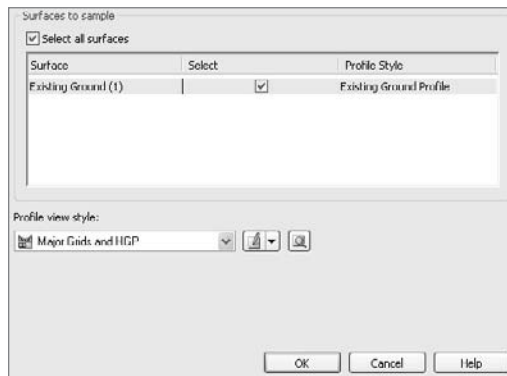 Surfaces to sample
Select all surfaces
Surface Select Profile Style
Existing Ground (1) Existing Ground Profile
Profile view style:
Major Grids and HGP
OK Cancel Help